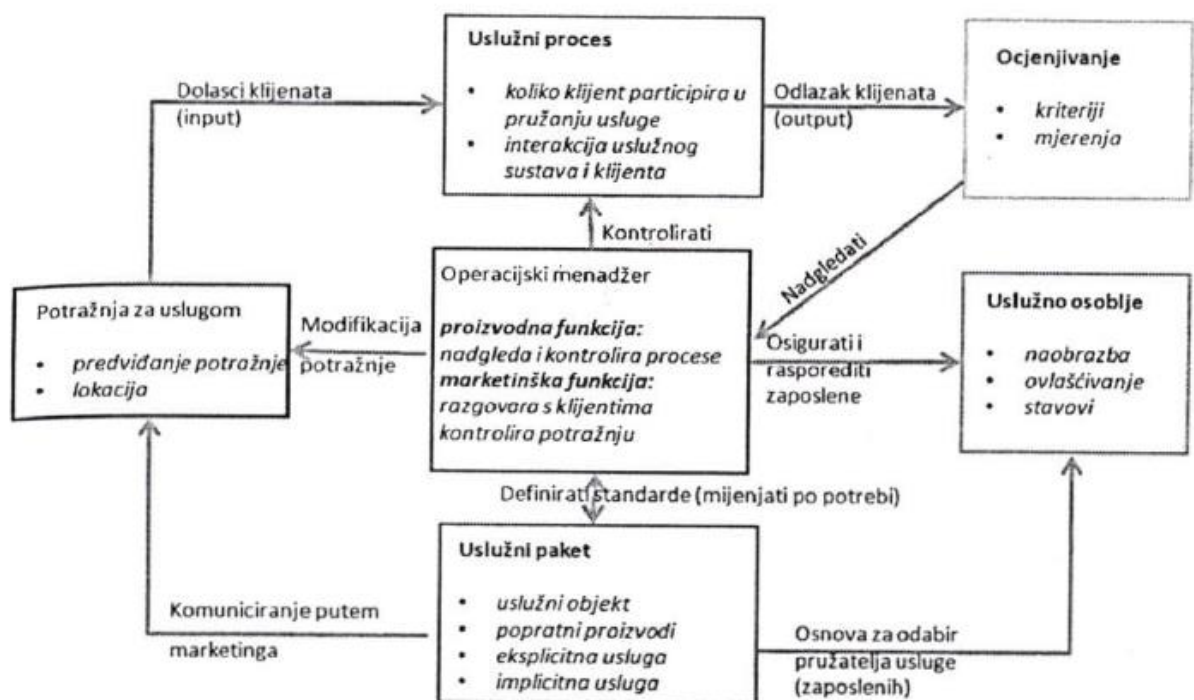 Uslužni proces
• koliko klijent participira u
pružanju usluge
• interakcija uslužnog
sustava i klijenta
Dolasci klijenata
(input)
Odlazak klijenata
(output)
Ocjenjivanje
• kriteriji
• mjerenja
Kontrolirati
Nadgledati
Potražnja za uslugom
• predviđanje potražnje
• lokacija
Modifikacija
potražnje
Operacijski menadžer
proizvodna funkcija:
nadgleda i kontrolira procese
marketinška funkcija:
razgovara s klijentima
kontrolira potražnju
Osigurati i
rasporediti
zaposlene
Uslužno osoblje
• naobrazba
• ovlašćivanje
• stavovi
Definirati standarde (mijenjati po potrebi)
Komuniciranje putem
marketinga
Uslužni paket
• uslužni objekt
• popratni proizvodi
• eksplicitna usluga
• implicitna usluga
Osnova za odabir
pružatelja usluge
(zaposlenih)